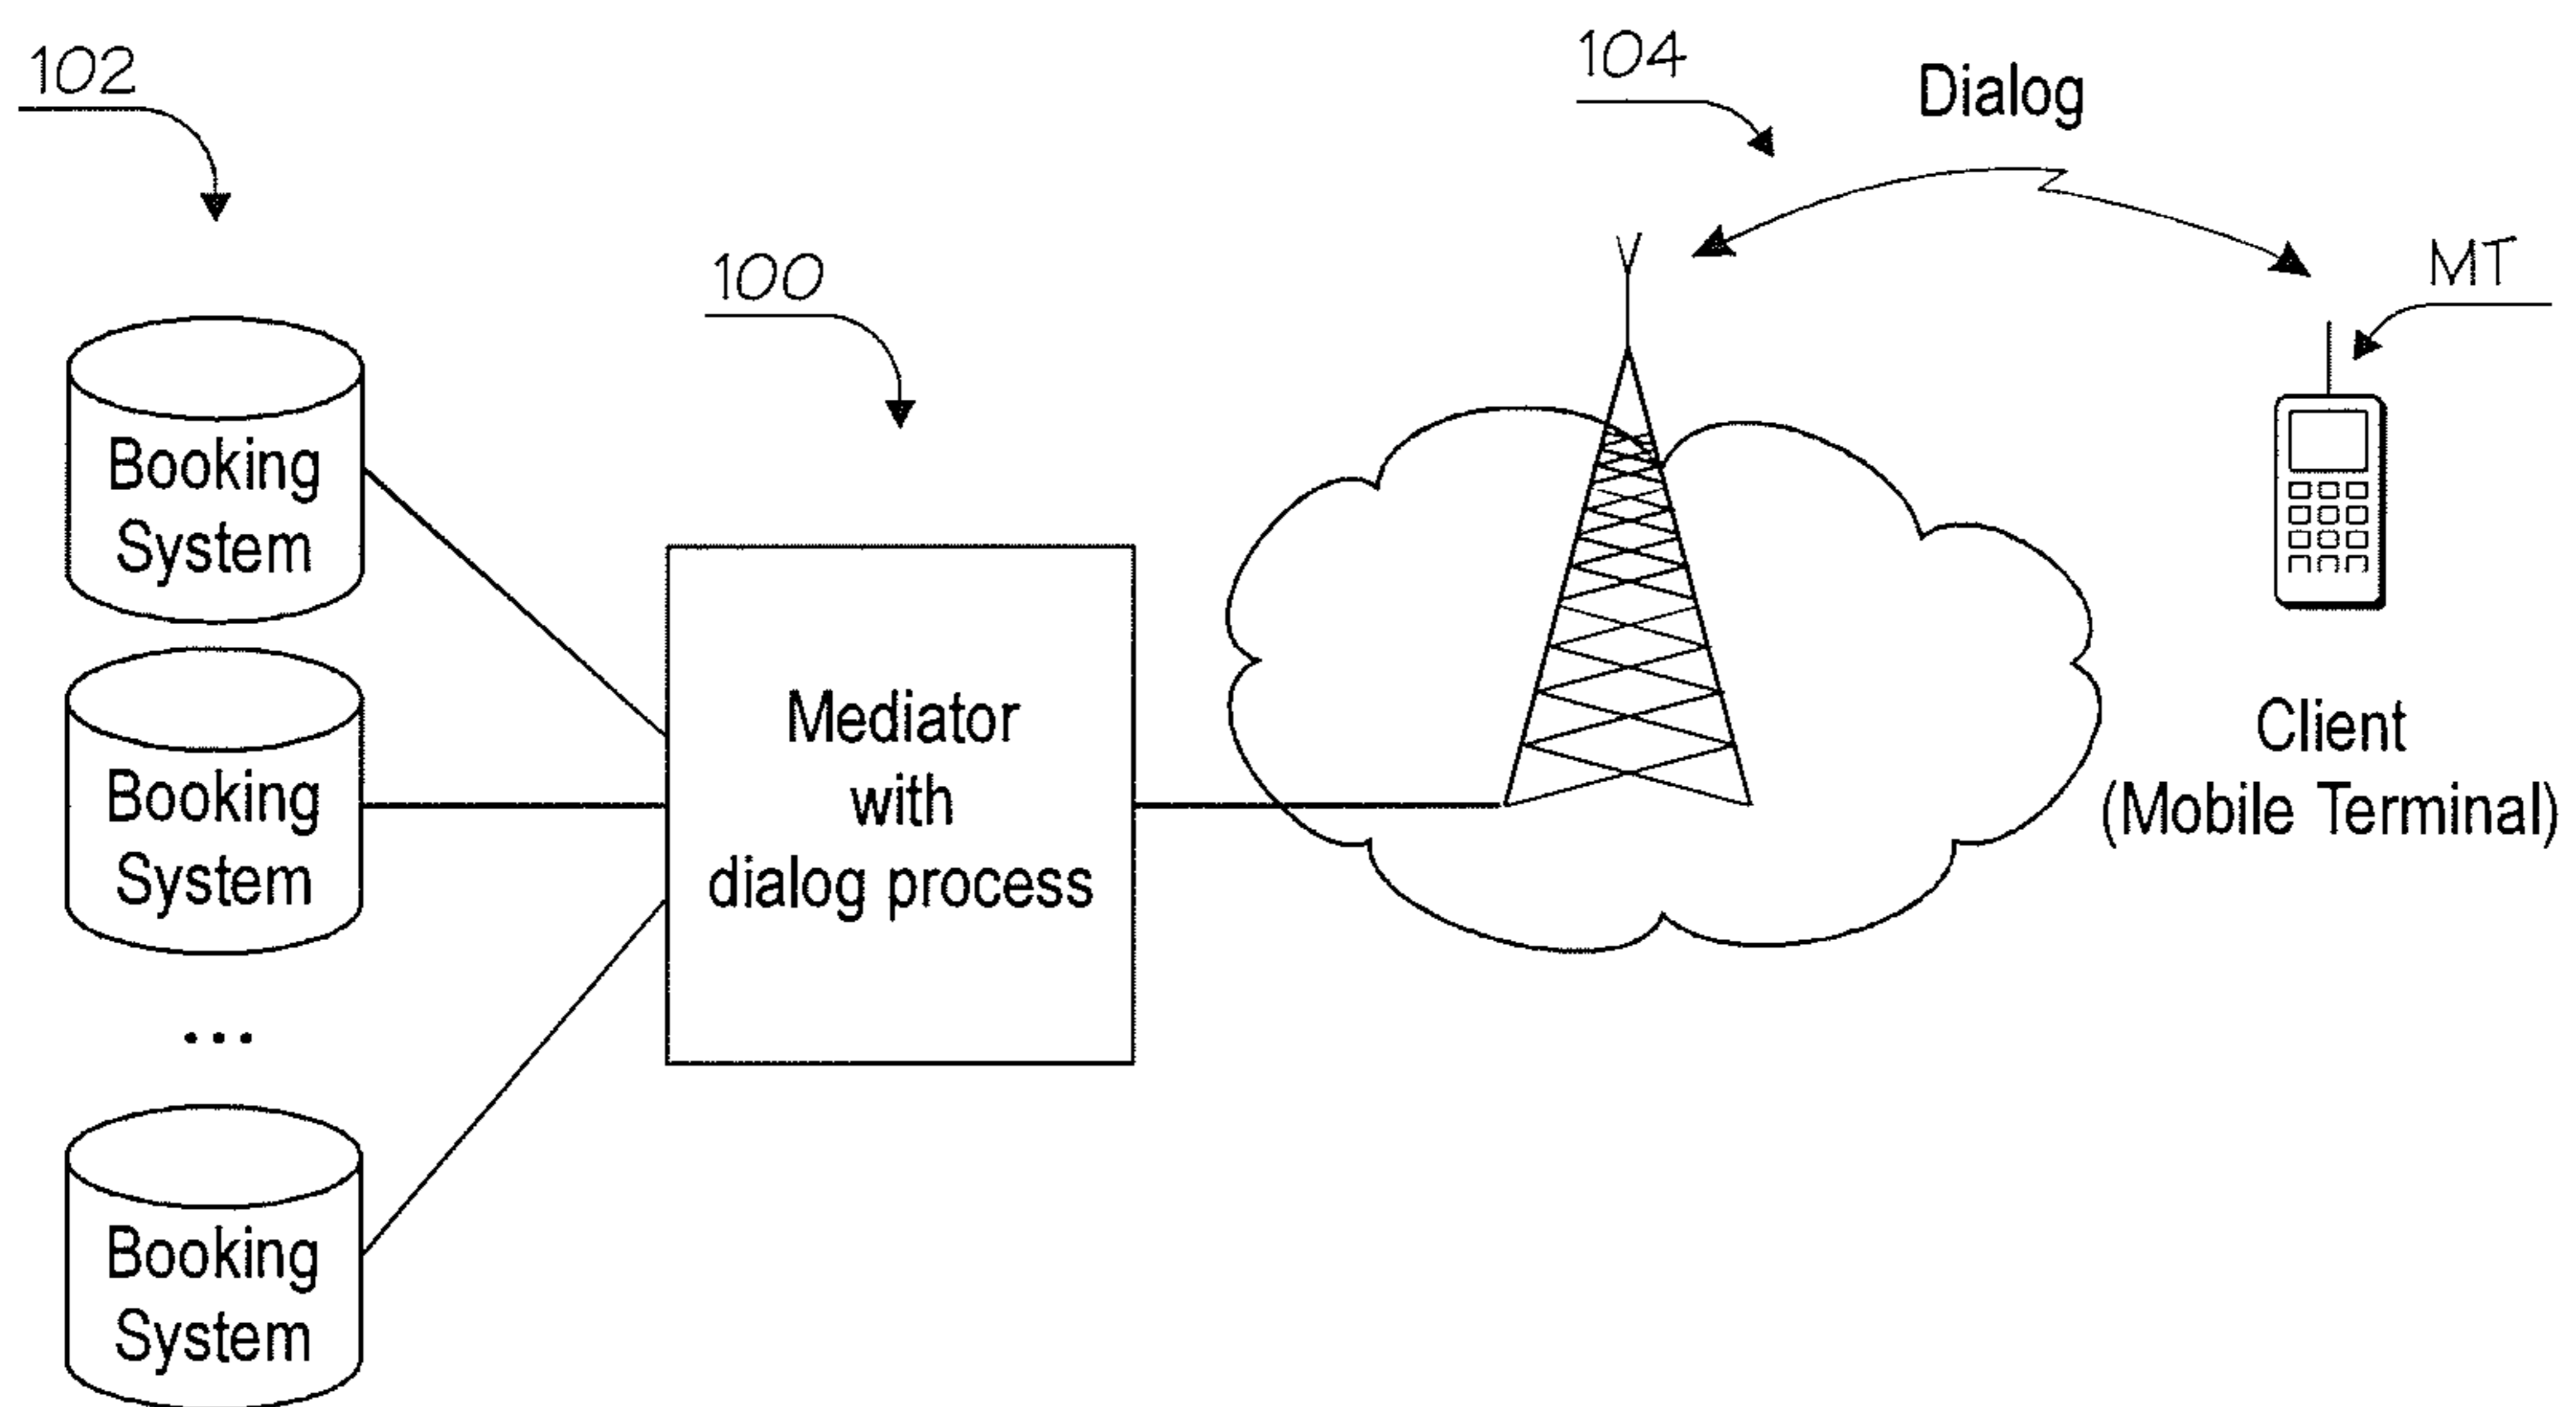 102
104
Dialog
100
MT
Booking
System
Booking
System
...
Booking
System
Mediator
with
dialog process
Client
(Mobile Terminal)